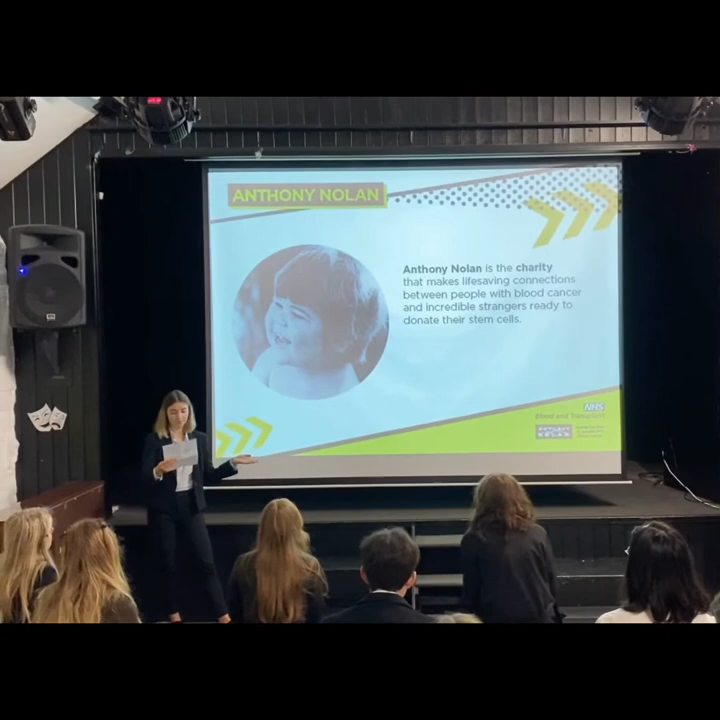 ANTHONY NOLAN
Anthony Nolan is the charity
that makes lifesaving connections
between people with blood cancer
and incredible strangers ready to
donate their stem cells.
NHS
Blood and Transplant